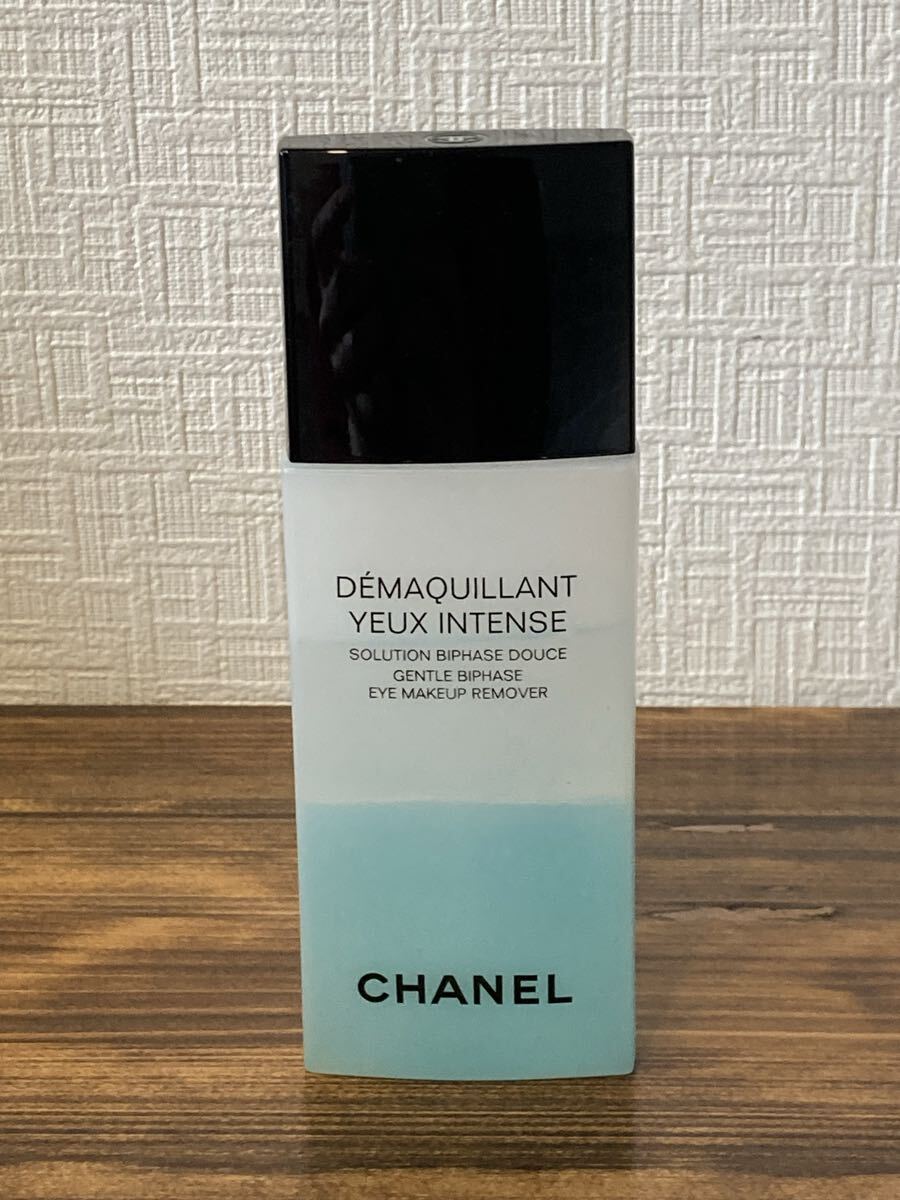 DÉMAQUILLANT
YEUX INTENSE
SOLUTION BIPHASE DOUCE
GENTLE BIPHASE
EYE MAKEUP REMOVER
CHANEL